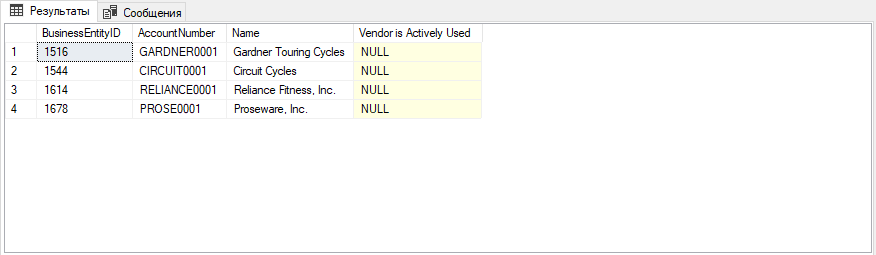 Результаты Сообщения
BusinessEntityID AccountNumber Name Vendor is Actively Used
1 1516 GARDNER0001 Gardner Touring Cycles NULL
2 1544 CIRCUIT0001 Circuit Cycles NULL
3 1614 RELIANCE0001 Reliance Fitness, Inc. NULL
4 1678 PROSE0001 Proseware, Inc. NULL